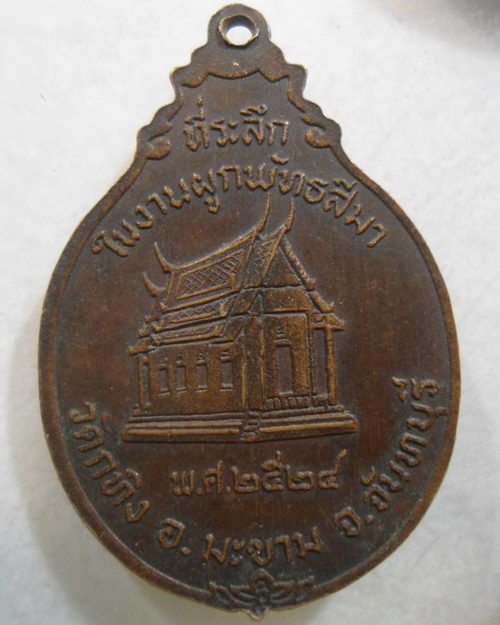 ที่ระลึก
ในงานผูกพัทธสีมา
พ.ศ.๒๕๒๔
วัดกทิง อ.มะขาม จ.จันทบุรี